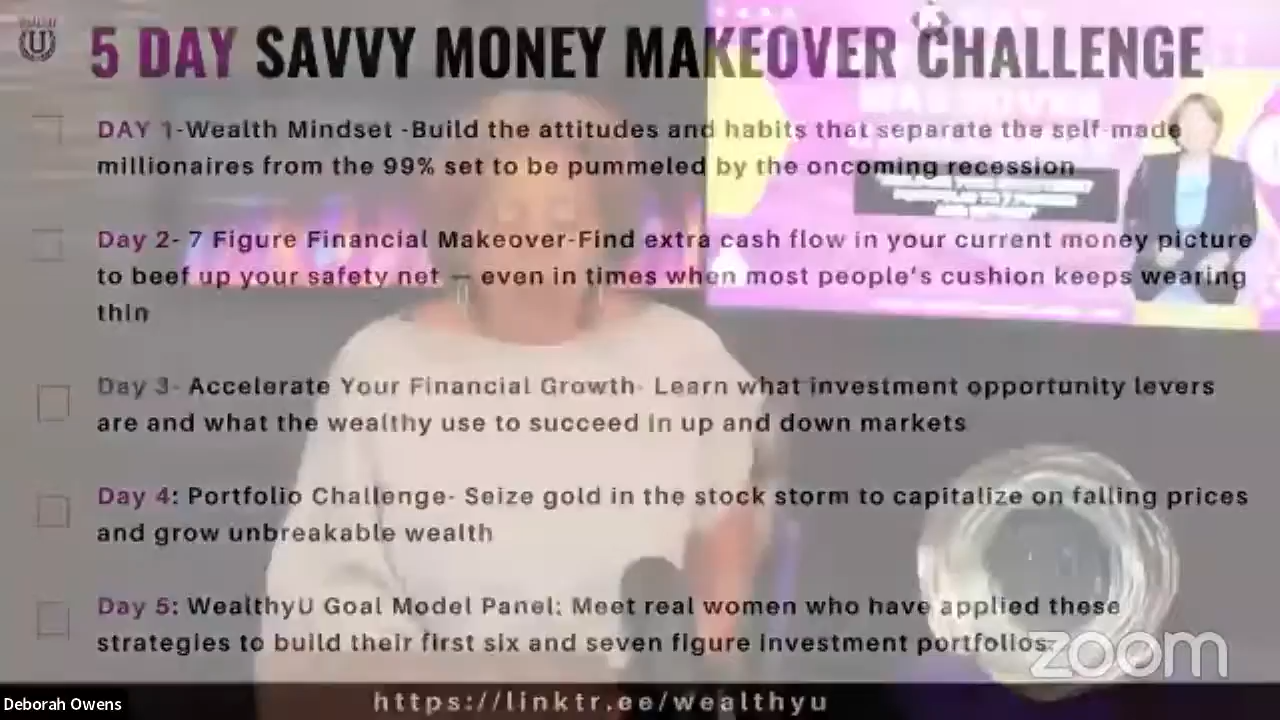 U
5 DAY SAVVY MONEY MAKEOVER CHALLENGE
DAY 1-Wealth Mindset -Build the attitudes and habits that separate the self-made
millionaires from the 99% set to be pummeled by the oncoming recession
Day 2- 7 Figure Financial Makeover-Find extra cash flow in your current money picture
to beef up your safety net — even in times when most people's cushion keeps wearing
thin
Day 3- Accelerate Your Financial Growth- Learn what investment opportunity levers
are and what the wealthy use to succeed in up and down markets
Day 4: Portfolio Challenge- Seize gold in the stock storm to capitalize on falling prices
and grow unbreakable wealth
Day 5: WealthyU Goal Model Panel: Meet real women who have applied these
strategies to build their first six and seven figure investment portfolios.
zoom
Deborah Owens
https://linktr.ee/wealthyu